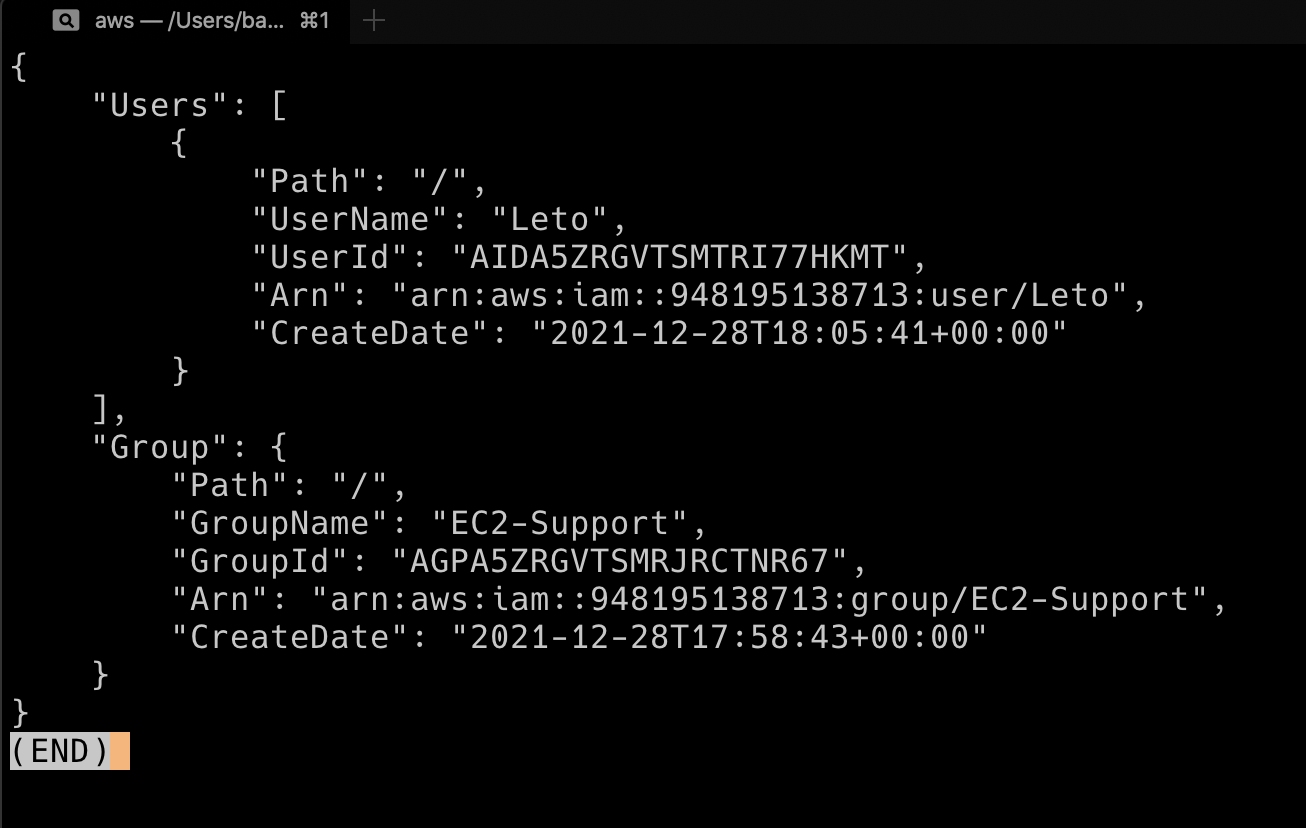 aws — /Users/ba... ⌘1
{
    "Users": [
        {
            "Path": "/",
            "UserName": "Leto",
            "UserId": "AIDA5ZRGVTSMTRI77HKMT",
            "Arn": "arn:aws:iam::948195138713:user/Leto",
            "CreateDate": "2021-12-28T18:05:41+00:00"
        }
    ],
    "Group": {
        "Path": "/",
        "GroupName": "EC2-Support",
        "GroupId": "AGPA5ZRGVTSMRJRCTNR67",
        "Arn": "arn:aws:iam::948195138713:group/EC2-Support",
        "CreateDate": "2021-12-28T17:58:43+00:00"
    }
}
(END)